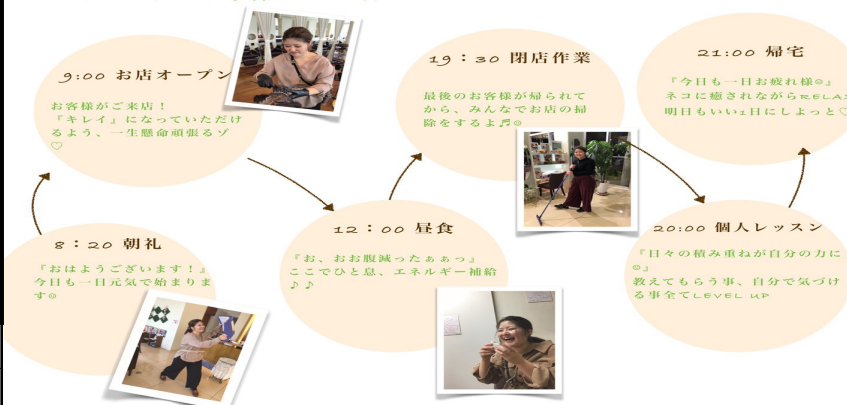 8：20 朝礼
『おはようございます！』
今日も一日元気で始まりま
す☺
9:00 お店オープン
お客様がご来店！
『キレイ』になっていただけ
るよう、一生懸命頑張るゾ
♡
12：00 昼食
『お、おお腹減ったぁぁっ』
ここでひと息、エネルギー補給
♪♪
19：30 閉店作業
最後のお客様が帰られて
から、みんなでお店の掃
除をするよ♬☺
20:00 個人レッスン
『日々の積み重ねが自分の力に
☺』
教えてもらう事、自分で気づけ
る事全てLEVEL UP
21:00 帰宅
『今日も一日お疲れ様☺』
ネコに癒されながらRELAX
明日もいい1日にしよっと♡